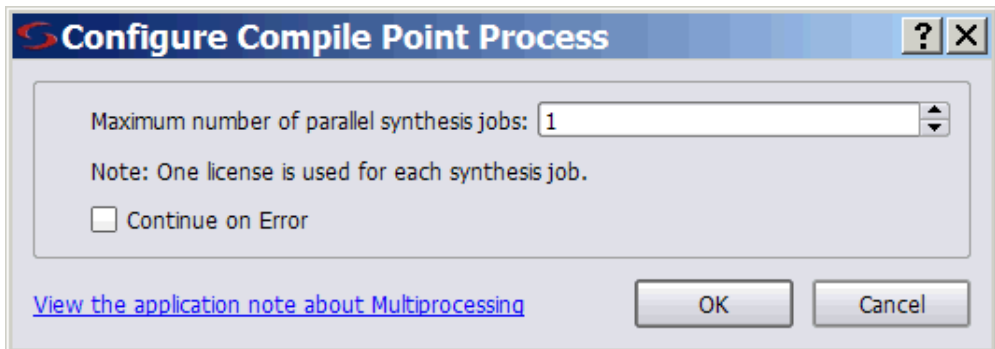 Configure Compile Point Process
Maximum number of parallel synthesis jobs: 1
Note: One license is used for each synthesis job.
Continue on Error
View the application note about Multiprocessing OK Cancel